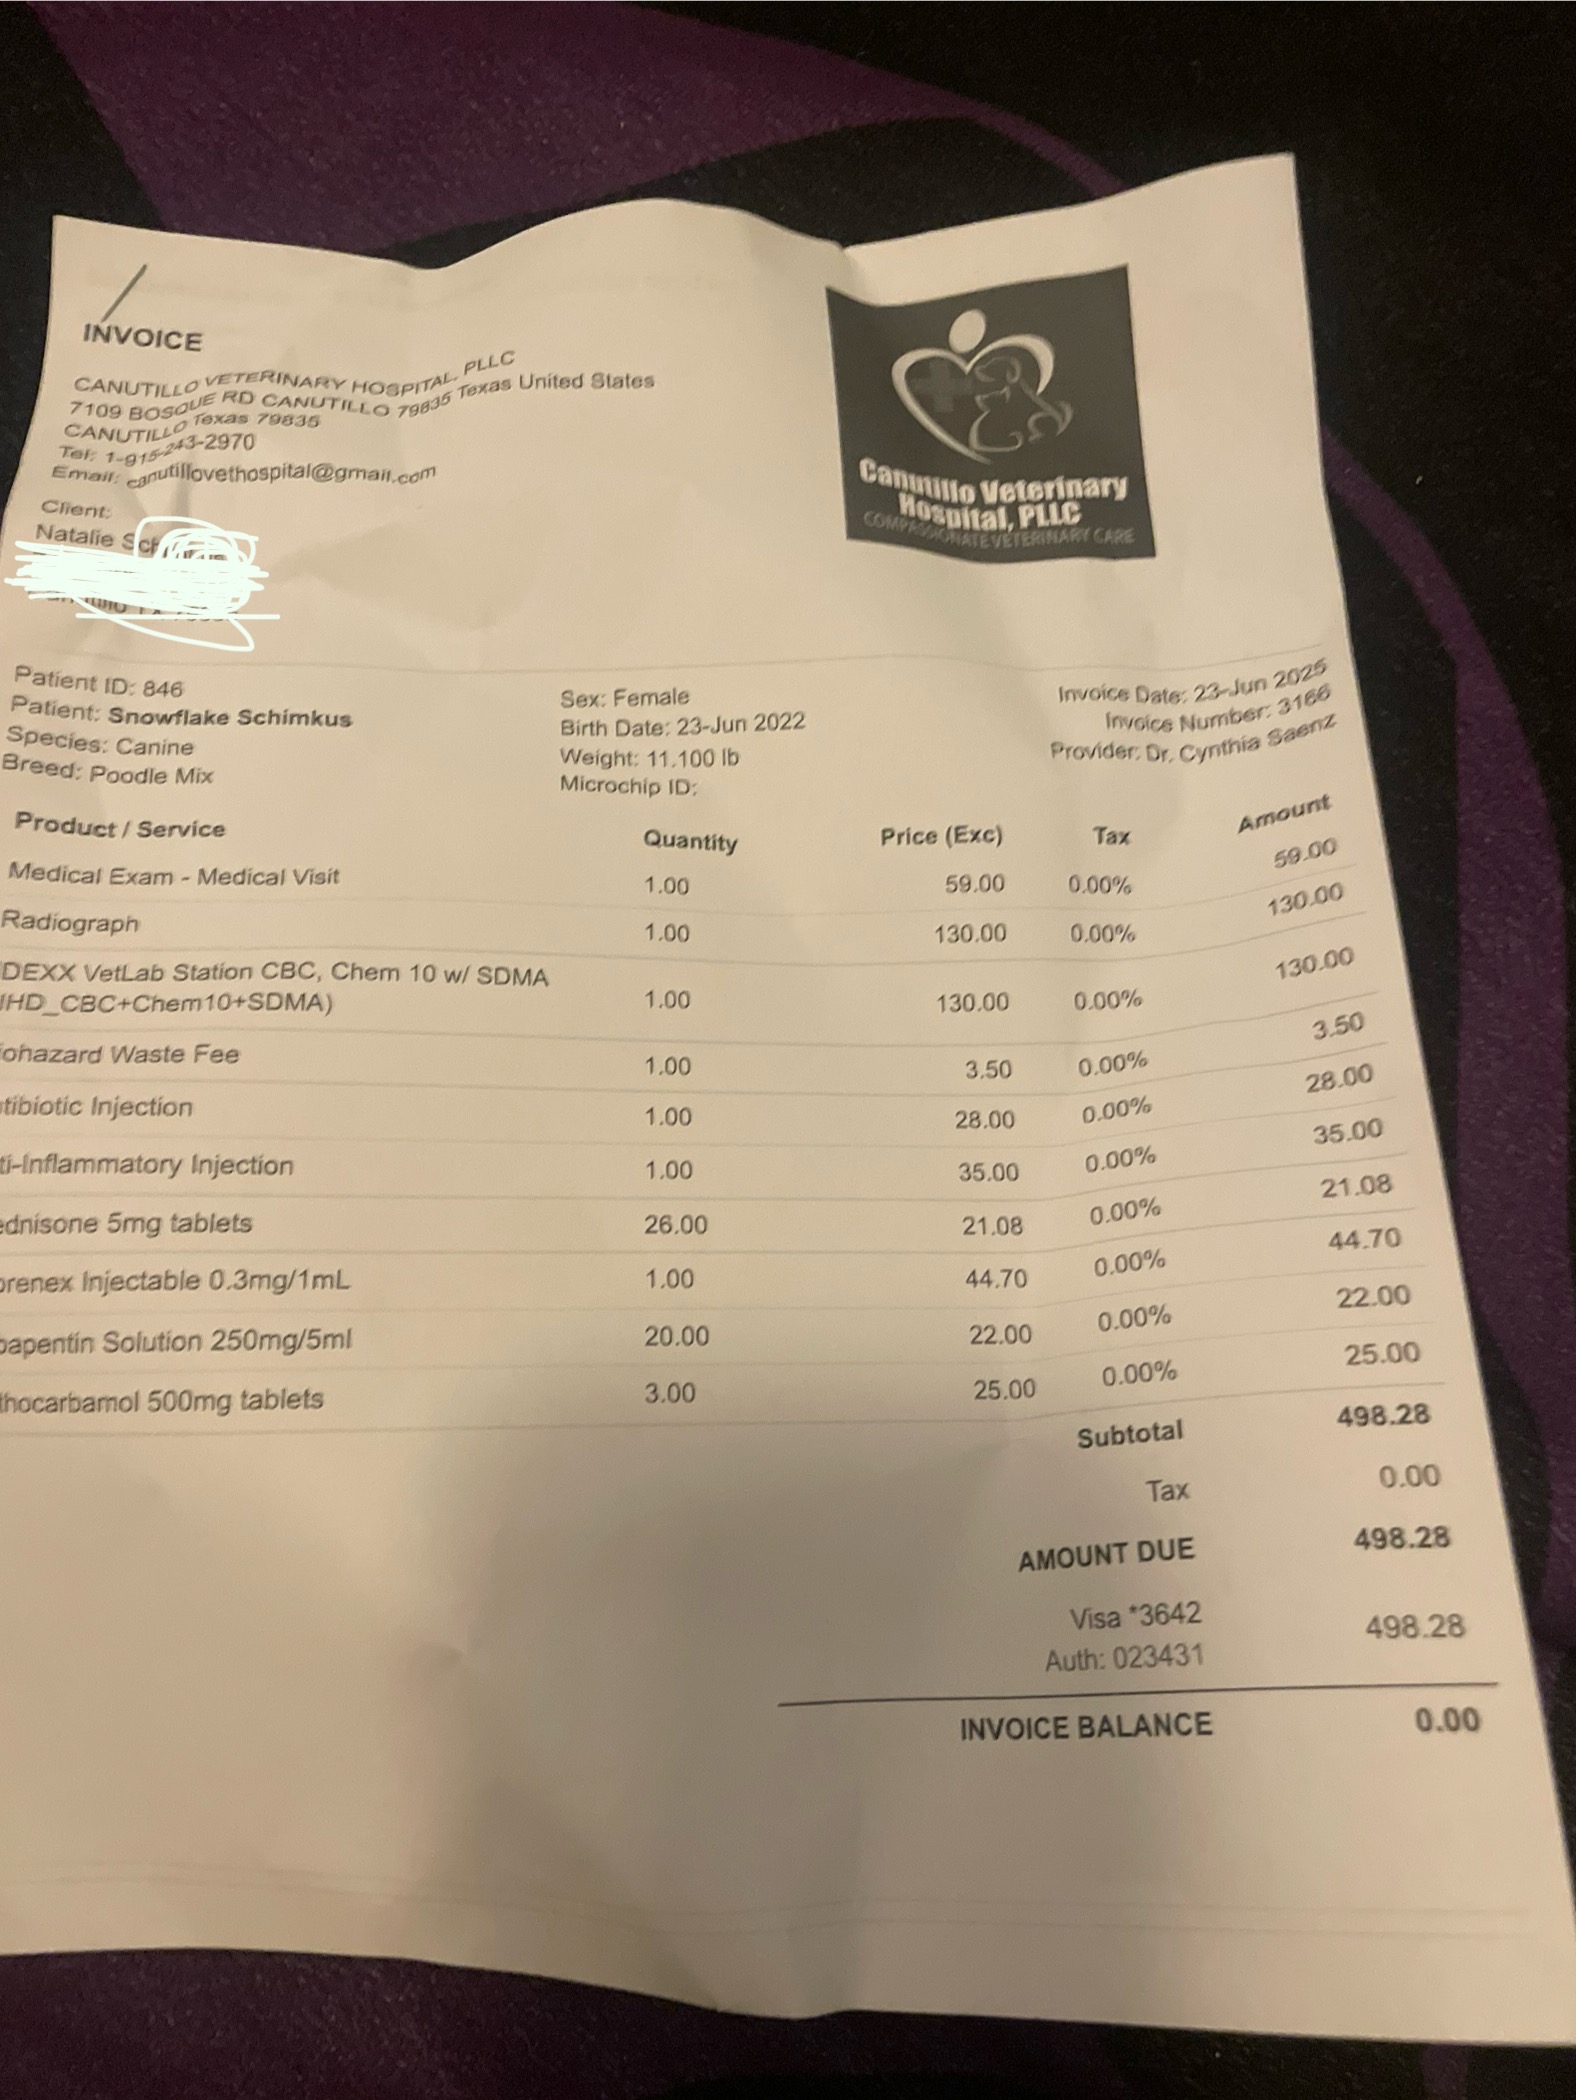 INVOICE
CANUTILLO VETERINARY HOSPITAL, PLLC
7109 BOSQUE RD CANUTILLO 79835 Texas United States
CANUTILLO Texas 79835
Tel: 1-915-243-2970
Email: canutillovethospital@gmail.com
Canutillo Veterinary
Hospital, PLLC
COMPASSIONATE VETERINARY CARE
Client:
Natalie
Patient ID: 846
Patient: Snowflake Schimkus
Species: Canine
Breed: Poodle Mix
Sex: Female
Birth Date: 23-Jun 2022
Weight: 11.100 lb
Microchip ID:
Invoice Date: 23-Jun 2025
Invoice Number: 3166
Provider: Dr. Cynthia Saenz
Product / Service Quantity Price (Exc) Tax Amount
Medical Exam - Medical Visit 1.00 59.00 0.00% 59.00
Radiograph 1.00 130.00 0.00% 130.00
DEXX VetLab Station CBC, Chem 10 w/ SDMA
IHD_CBC+Chem10+SDMA) 1.00 130.00 0.00% 130.00
iohazard Waste Fee 1.00 3.50 0.00% 3.50
tibiotic Injection 1.00 28.00 0.00% 28.00
ti-Inflammatory Injection 1.00 35.00 0.00% 35.00
ednisone 5mg tablets 26.00 21.08 0.00% 21.08
orenex Injectable 0.3mg/1mL 1.00 44.70 0.00% 44.70
bapentin Solution 250mg/5ml 20.00 22.00 0.00% 22.00
thocarbamol 500mg tablets 3.00 25.00 0.00% 25.00
Subtotal 498.28
Tax 0.00
AMOUNT DUE 498.28
Visa *3642 498.28
Auth: 023431
INVOICE BALANCE 0.00